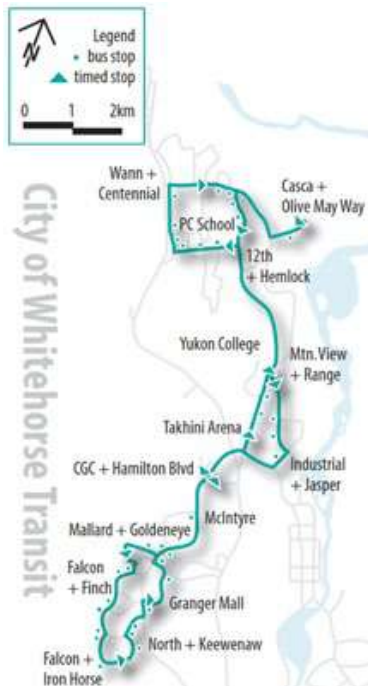 Legend
bus stop
timed stop
N
0 1 2km
Wann +
Centennial
Casca +
Olive May Way
PC School
12th
+ Hemlock
City of Whitehorse Transit
Yukon College
Mtn. View
+ Range
Takhini Arena
CGC + Hamilton Blvd
Industrial
+ Jasper
McIntyre
Mallard + Goldeneye
Falcon
+ Finch
Granger Mall
North + Keewenaw
Falcon +
Iron Horse